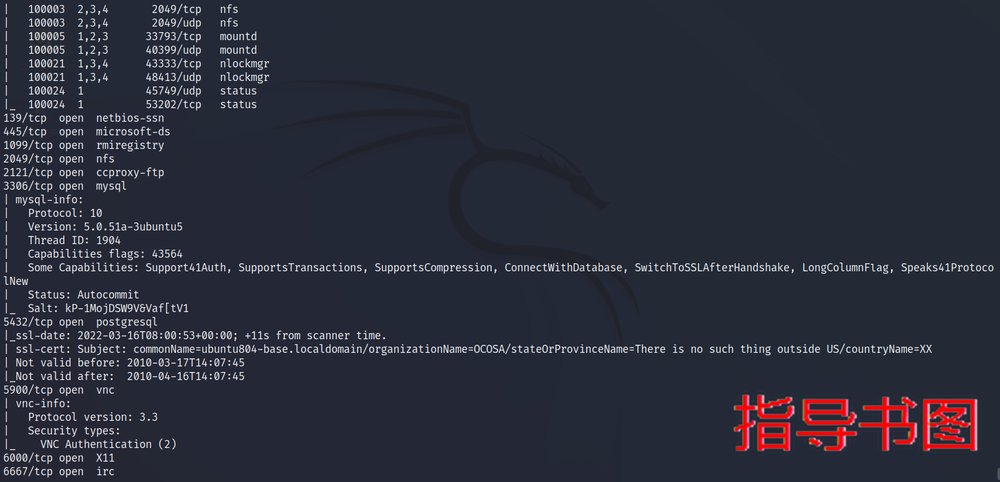 |   100003  2,3,4       2049/tcp   nfs
|   100003  2,3,4       2049/udp   nfs
|   100005  1,2,3      33793/tcp   mountd
|   100005  1,2,3      40399/udp   mountd
|   100021  1,3,4      43333/tcp   nlockmgr
|   100021  1,3,4      48413/udp   nlockmgr
|   100024  1          45749/udp   status
|_  100024  1          53202/tcp   status
139/tcp  open  netbios-ssn
445/tcp  open  microsoft-ds
1099/tcp open  rmiregistry
2049/tcp open  nfs
2121/tcp open  ccproxy-ftp
3306/tcp open  mysql
| mysql-info:
|   Protocol: 10
|   Version: 5.0.51a-3ubuntu5
|   Thread ID: 1904
|   Capabilities flags: 43564
|   Some Capabilities: Support41Auth, SupportsTransactions, SupportsCompression, ConnectWithDatabase, SwitchToSSLAfterHandshake, LongColumnFlag, Speaks41Protoco
lNew
|   Status: Autocommit
|_  Salt: kP-1MojDSW9V&Vaf[tV1
5432/tcp open  postgresql
|_ssl-date: 2022-03-16T08:00:53+00:00; +11s from scanner time.
| ssl-cert: Subject: commonName=ubuntu804-base.localdomain/organizationName=OCOSA/stateOrProvinceName=There is no such thing outside US/countryName=XX
| Not valid before: 2010-03-17T14:07:45
|_Not valid after:  2010-04-16T14:07:45
5900/tcp open  vnc
| vnc-info:
|   Protocol version: 3.3
|   Security types:
|_    VNC Authentication (2)
6000/tcp open  X11
6667/tcp open  irc
指导书图